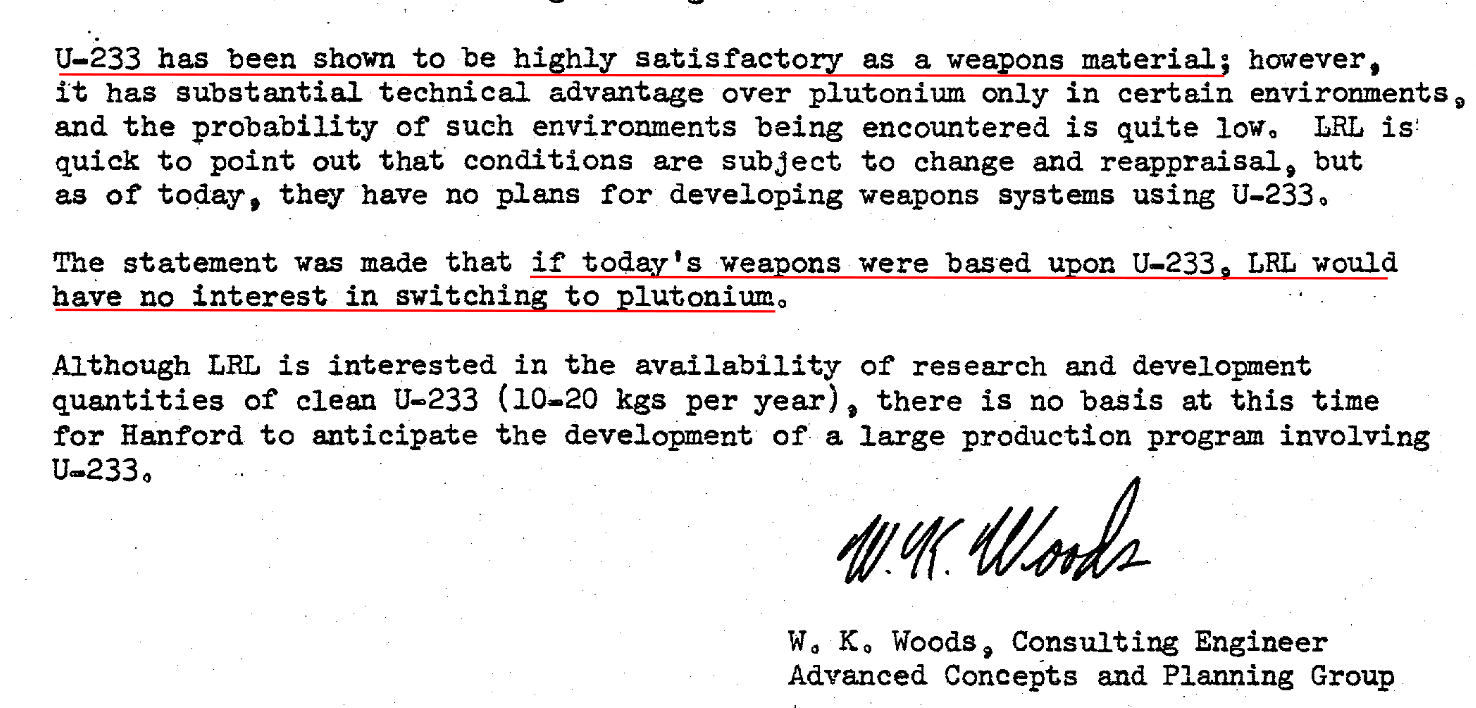 U-233 has been shown to be highly satisfactory as a weapons material; however,
it has substantial technical advantage over plutonium only in certain environments,
and the probability of such environments being encountered is quite low. LRL is
quick to point out that conditions are subject to change and reappraisal, but
as of today, they have no plans for developing weapons systems using U-233.
The statement was made that if today's weapons were based upon U-233, LRL would
have no interest in switching to plutonium.
Although LRL is interested in the availability of research and development
quantities of clean U-233 (10-20 kgs per year), there is no basis at this time
for Hanford to anticipate the development of a large production program involving
U-233.
W. K. Woods
W. K. Woods, Consulting Engineer
Advanced Concepts and Planning Group